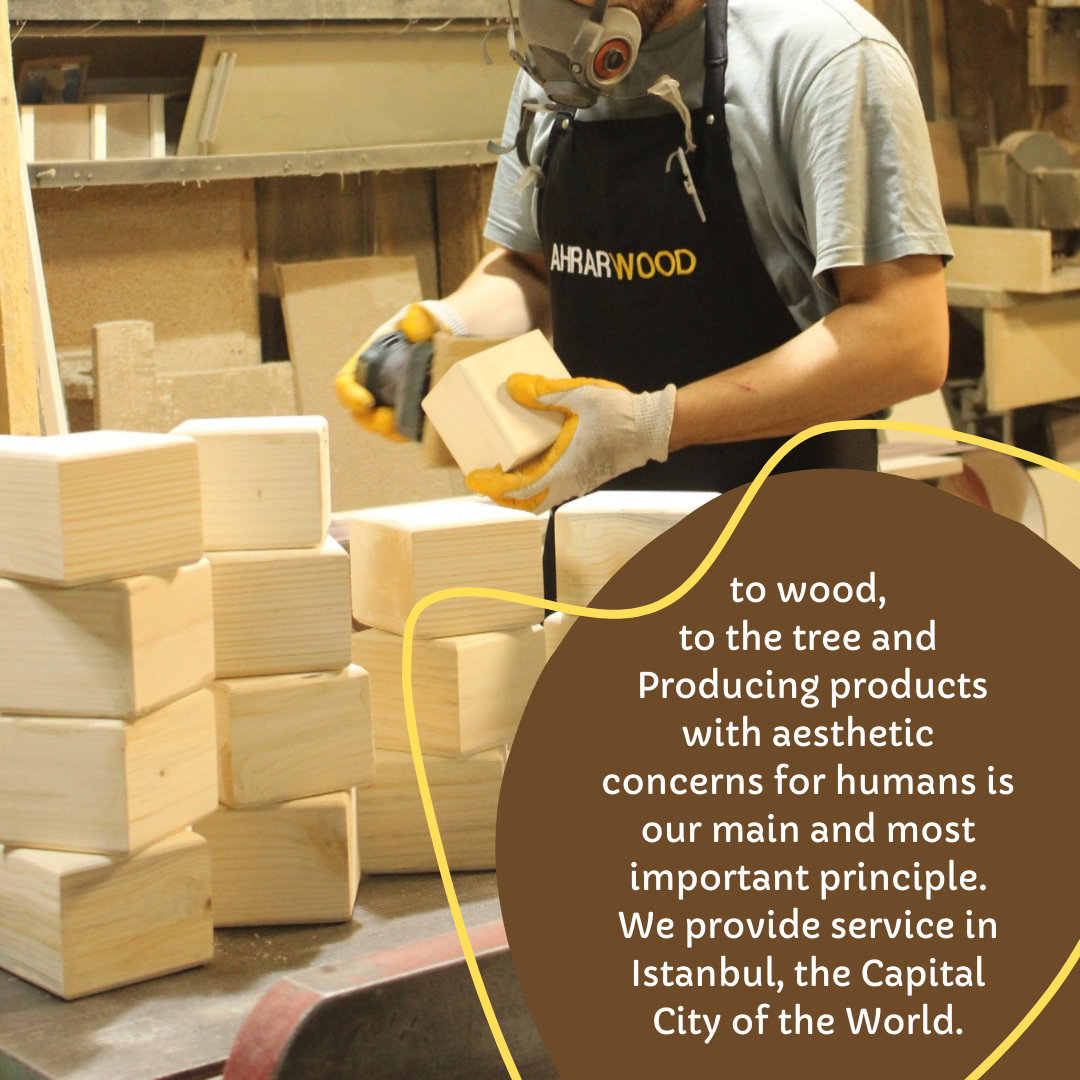 AHRARWOOD
to wood,
to the tree and
Producing products
with aesthetic
concerns for humans is
our main and most
important principle.
We provide service in
Istanbul, the Capital
City of the World.